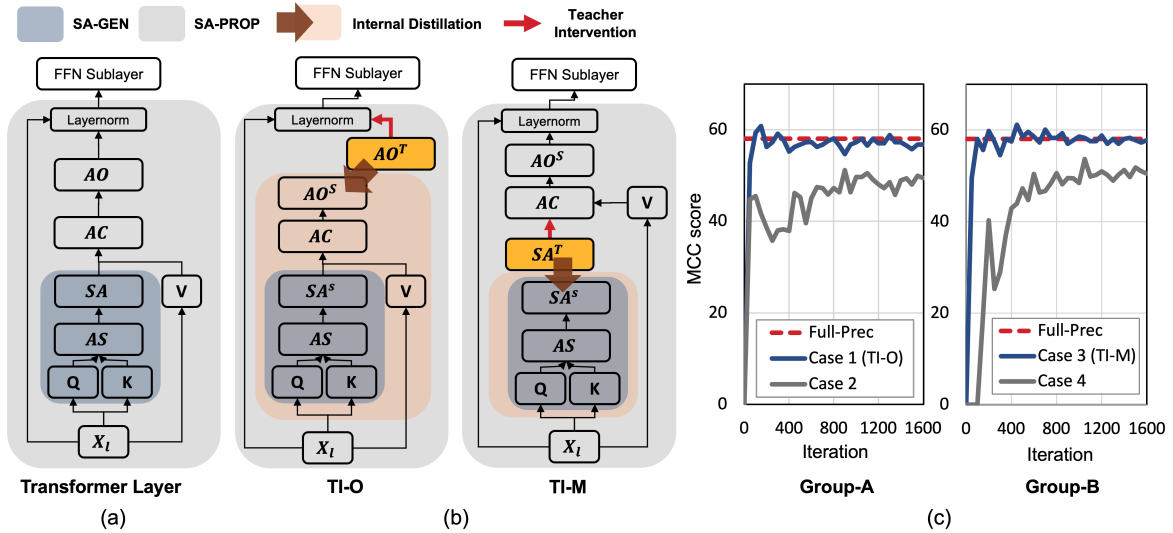 SA-GEN
SA-PROP
Internal Distillation
Teacher
Intervention
FFN Sublayer
Layernorm
AO
AC
SA
V
AS
Q
K
Xl
Transformer Layer
(a)
FFN Sublayer
Layernorm
AO^T
AO^S
AC
SA^s
V
AS
Q
K
Xl
TI-O
FFN Sublayer
Layernorm
AO^S
AC
V
SA^T
SA^s
AS
Q
K
Xl
TI-M
(b)
MCC score
60
40
20
0
Full-Prec
Case 1 (TI-O)
Case 2
0 400 800 1200 1600
Iteration
Group-A
60
40
20
0
Full-Prec
Case 3 (TI-M)
Case 4
0 400 800 1200 1600
Iteration
Group-B
(c)